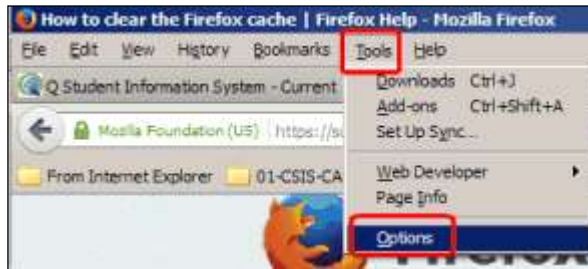 How to clear the Firefox cache | Firefox Help - Mozilla Firefox
File Edit View History Bookmarks Tools Help
Q Student Information System - Current
Downloads Ctrl+J
Add-ons Ctrl+Shift+A
Mozilla Foundation (US) https://su
Set Up Sync...
From Internet Explorer 01-CSIS-CA
Web Developer
Page Info
Options